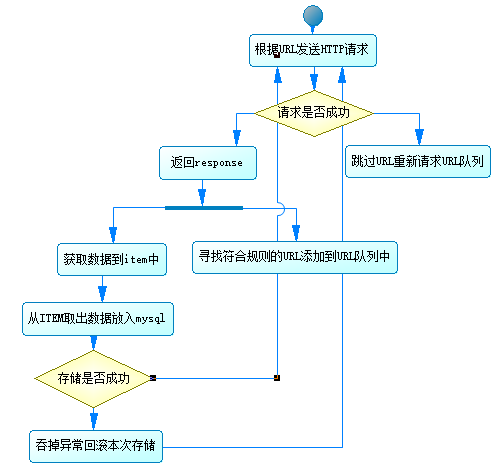 根据URL发送HTTP请求
请求是否成功
返回response
跳过URL重新请求URL队列
获取数据到item中
寻找符合规则的URL添加到URL队列中
从ITEM取出数据放入mysql
存储是否成功
吞掉异常回滚本次存储